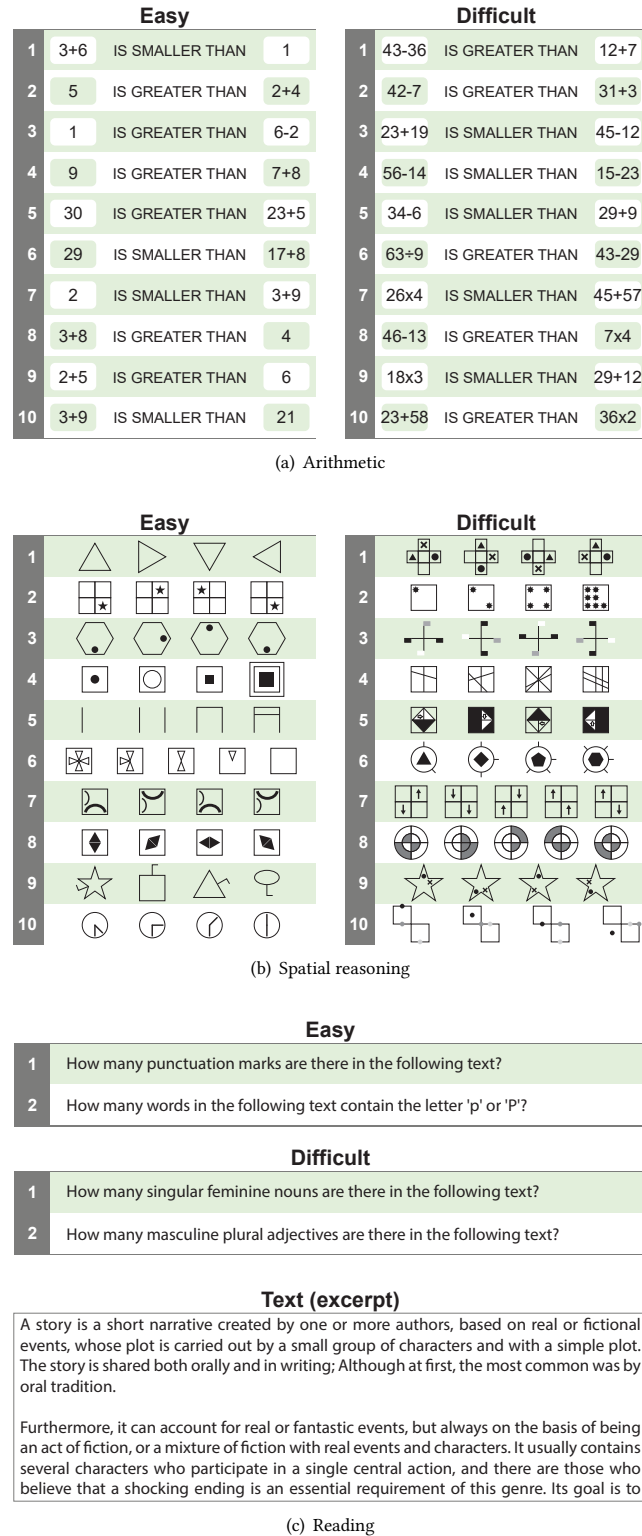 Easy
1 3+6 IS SMALLER THAN 1
2 5 IS GREATER THAN 2+4
3 1 IS GREATER THAN 6-2
4 9 IS GREATER THAN 7+8
5 30 IS GREATER THAN 23+5
6 29 IS SMALLER THAN 17+8
7 2 IS SMALLER THAN 3+9
8 3+8 IS GREATER THAN 4
9 2+5 IS GREATER THAN 6
10 3+9 IS SMALLER THAN 21
Difficult
1 43-36 IS GREATER THAN 12+7
2 42-7 IS GREATER THAN 31+3
3 23+19 IS SMALLER THAN 45-12
4 56-14 IS SMALLER THAN 15-23
5 34-6 IS SMALLER THAN 29+9
6 63÷9 IS GREATER THAN 43-29
7 26x4 IS SMALLER THAN 45+57
8 46-13 IS GREATER THAN 7x4
9 18x3 IS SMALLER THAN 29+12
10 23+58 IS GREATER THAN 36x2
(a) Arithmetic
Easy
1
2
3
4
5
6
7
8
9
10
Difficult
1
2
3
4
5
6
7
8
9
10
(b) Spatial reasoning
Easy
1 How many punctuation marks are there in the following text?
2 How many words in the following text contain the letter 'p' or 'P'?
Difficult
1 How many singular feminine nouns are there in the following text?
2 How many masculine plural adjectives are there in the following text?
Text (excerpt)
A story is a short narrative created by one or more authors, based on real or fictional
events, whose plot is carried out by a small group of characters and with a simple plot.
The story is shared both orally and in writing; Although at first, the most common was by
oral tradition.
Furthermore, it can account for real or fantastic events, but always on the basis of being
an act of fiction, or a mixture of fiction with real events and characters. It usually contains
several characters who participate in a single central action, and there are those who
believe that a shocking ending is an essential requirement of this genre. Its goal is to
(c) Reading